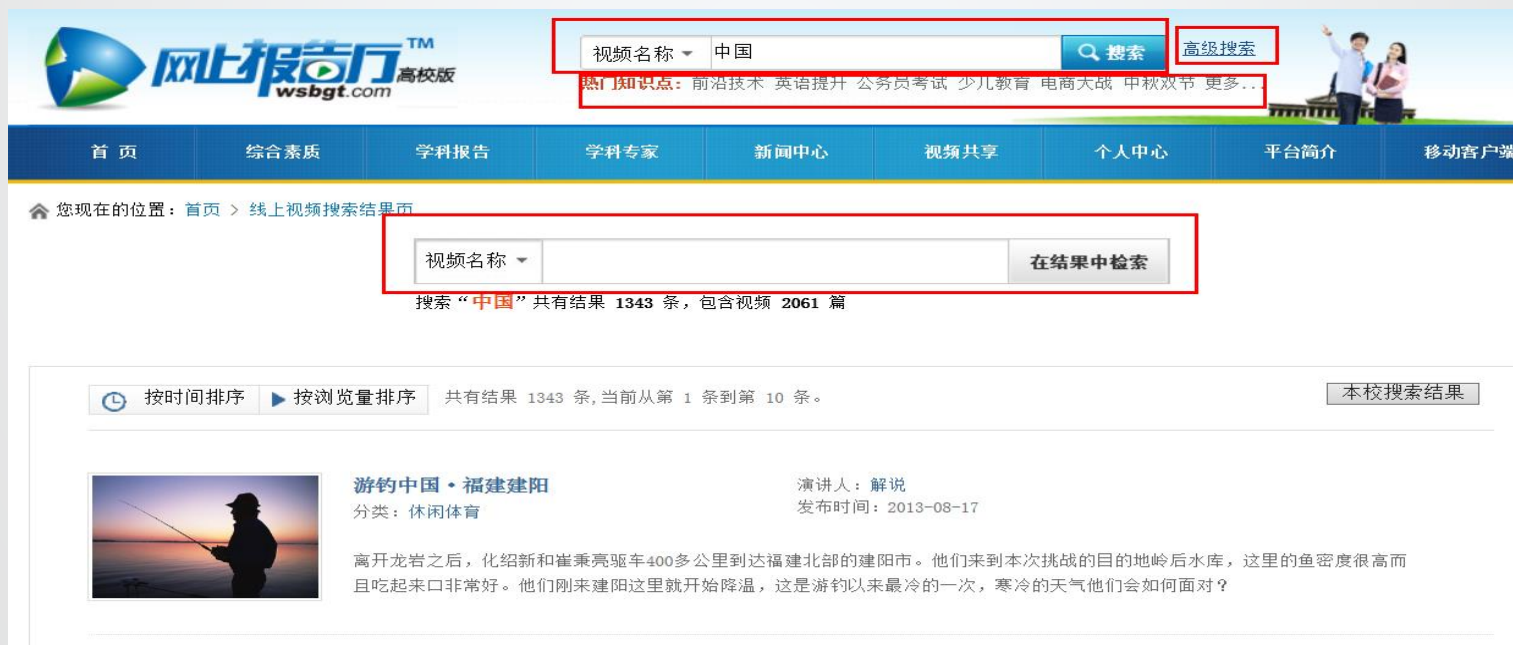 网上报告厅™
高校版
wsbgt.com
视频名称 中国 搜索 高级搜索
热门知识点：前沿技术 英语提升 公务员考试 少儿教育 电商大战 中秋双节 更多...
首 页 综合素质 学科报告 学科专家 新闻中心 视频共享 个人中心 平台简介 移动客户端
您现在的位置：首页 > 线上视频搜索结果页
视频名称 在结果中检索
搜索“中国”共有结果 1343 条，包含视频 2061 篇
按时间排序 按浏览量排序 共有结果 1343 条,当前从第 1 条到第 10 条。 本校搜索结果
游钓中国·福建建阳 演讲人：解说
分类：休闲体育 发布时间：2013-08-17
离开龙岩之后，化绍新和崔秉亮驱车400多公里到达福建北部的建阳市。他们来到本次挑战的目的地岭后水库，这里的鱼密度很高而
且吃起来口非常好。他们刚来建阳这里就开始降温，这是游钓以来最冷的一次，寒冷的天气他们会如何面对？